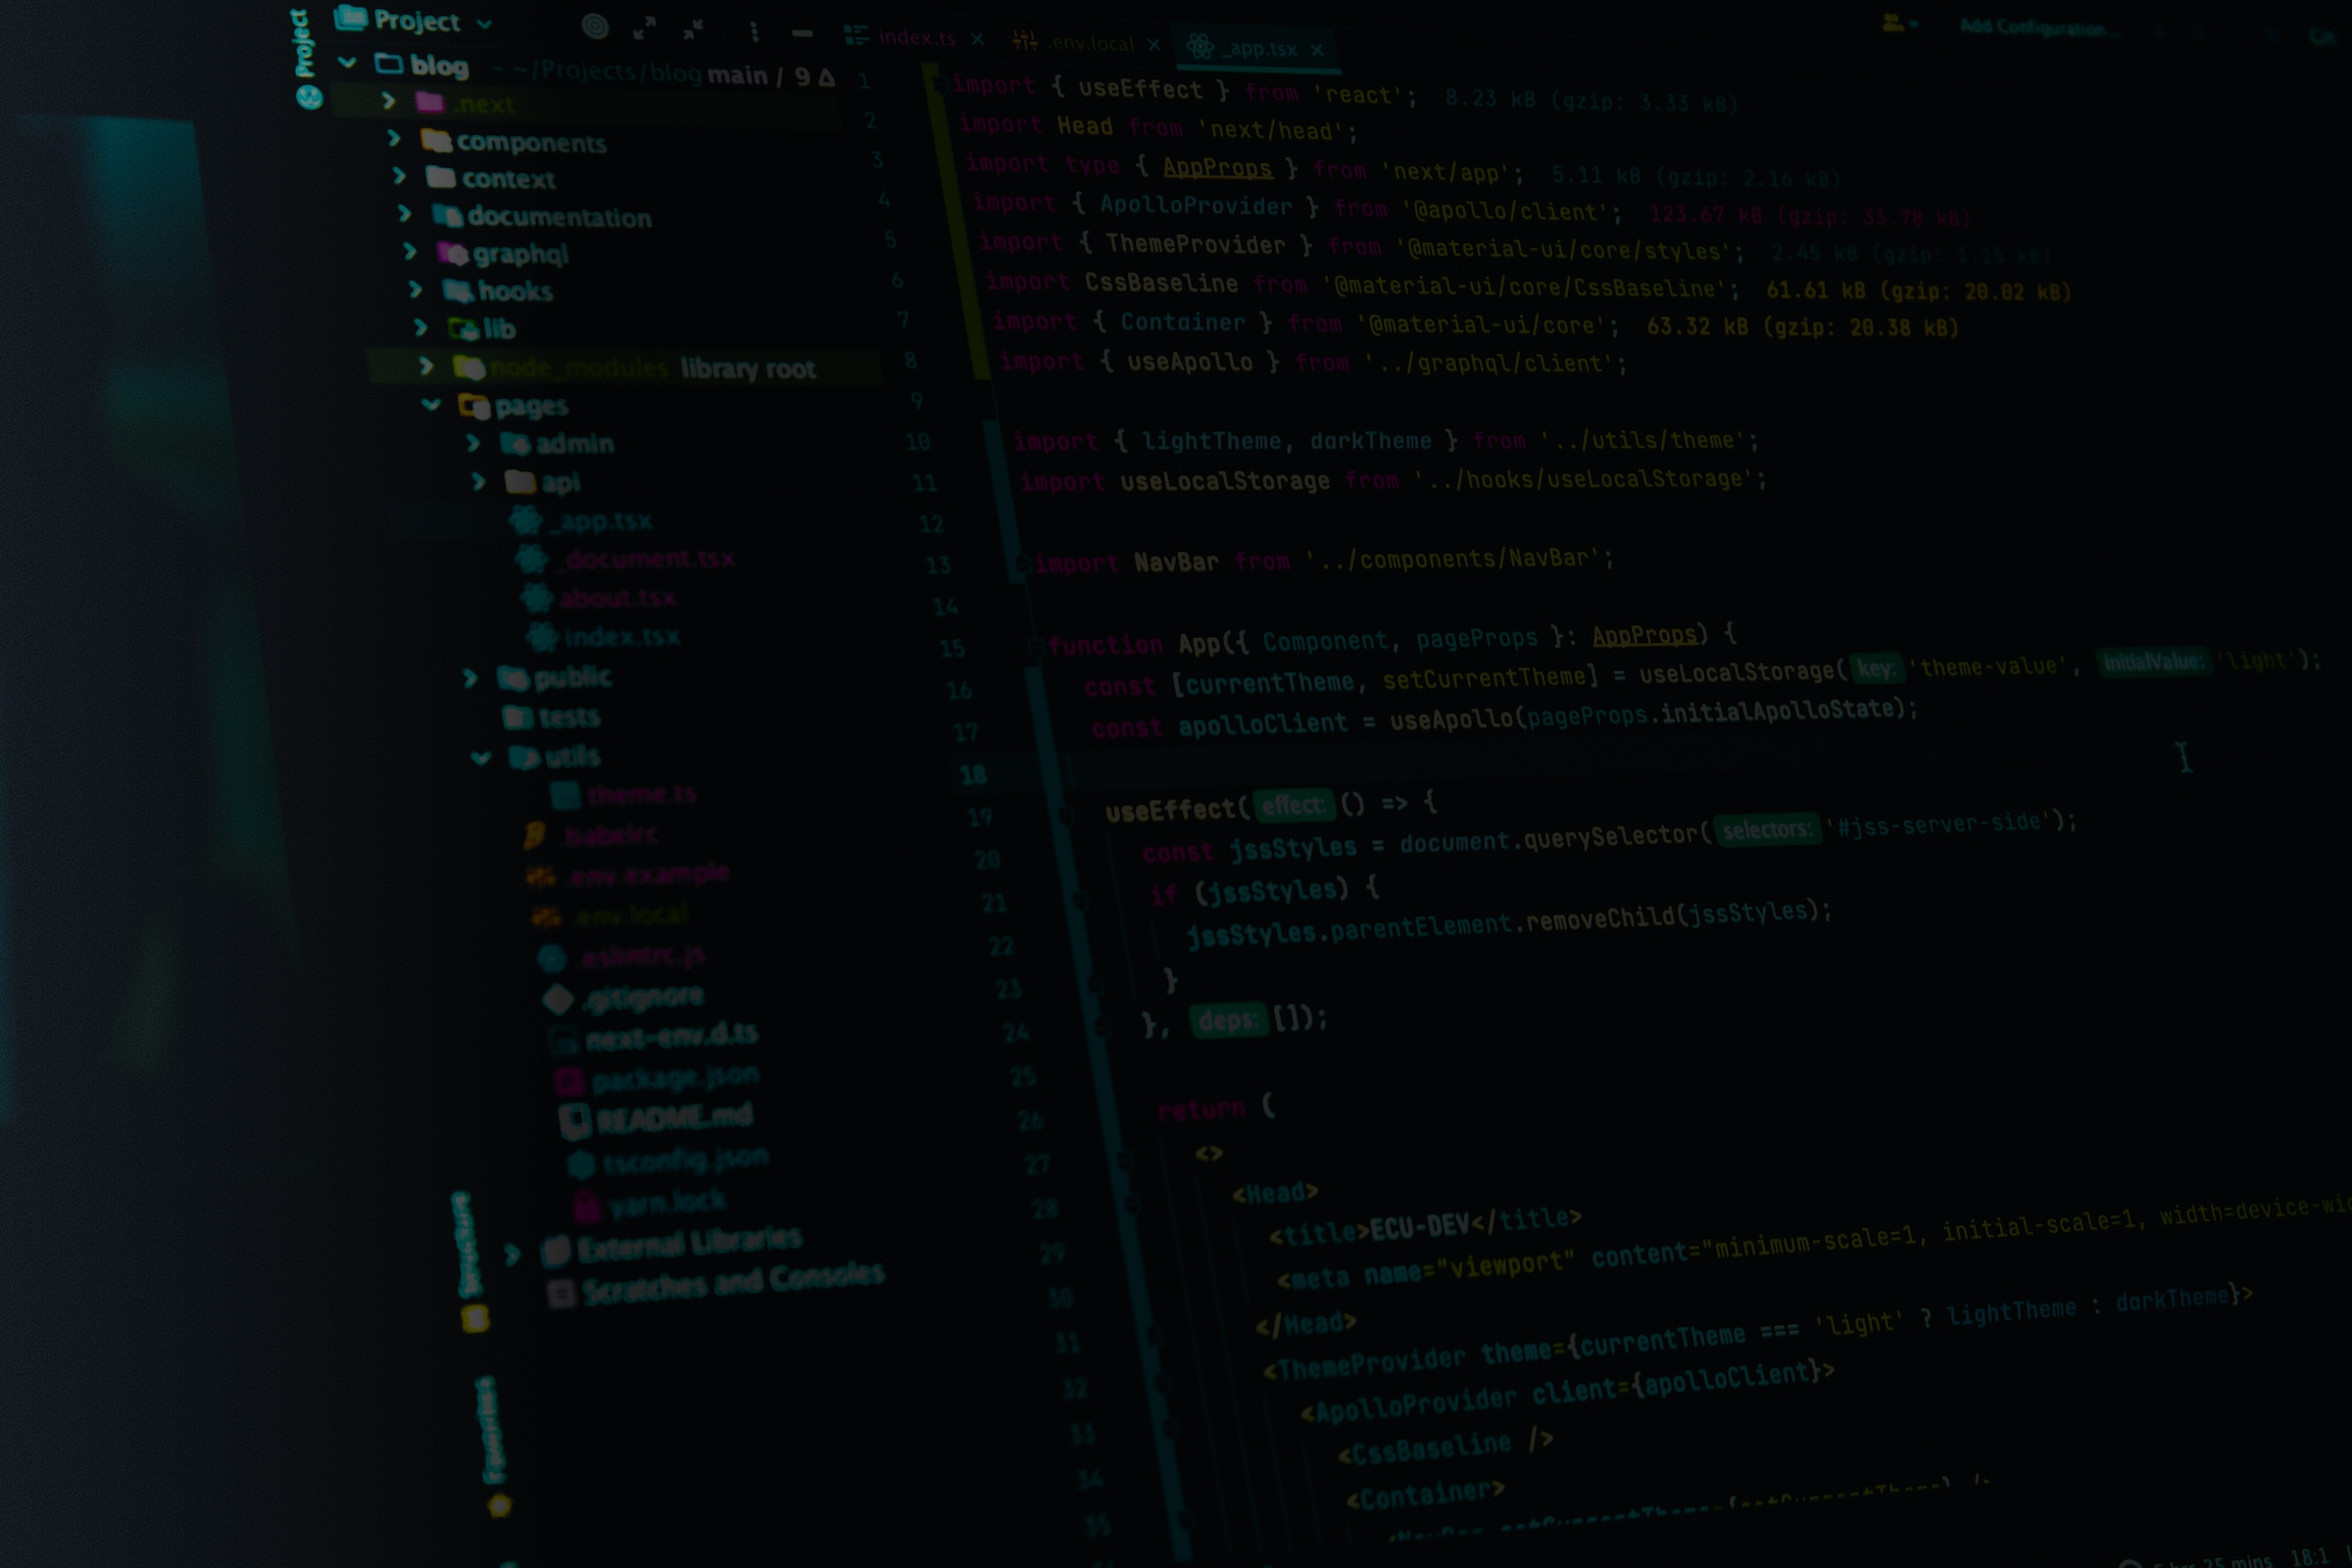 Project
Project
index.ts
.env.local
_app.tsx
Add Configuration...
Git
blog ~/Projects/blog main / 9 Δ
.next
components
context
documentation
graphql
hooks
lib
node_modules library root
pages
admin
api
_app.tsx
_document.tsx
about.tsx
index.tsx
public
tests
utils
theme.ts
.babelrc
.env.example
.env.local
.eslintrc.js
.gitignore
next-env.d.ts
package.json
README.md
tsconfig.json
yarn.lock
External Libraries
Scratches and Consoles
Structure
Favorites
1 import { useEffect } from 'react'; 8.23 kB (gzip: 3.33 kB)
2 import Head from 'next/head';
3 import type { AppProps } from 'next/app'; 5.11 kB (gzip: 2.16 kB)
4 import { ApolloProvider } from '@apollo/client'; 123.67 kB (gzip: 33.78 kB)
5 import { ThemeProvider } from '@material-ui/core/styles'; 2.45 kB (gzip: 1.15 kB)
6 import CssBaseline from '@material-ui/core/CssBaseline'; 61.61 kB (gzip: 20.02 kB)
7 import { Container } from '@material-ui/core'; 63.32 kB (gzip: 20.38 kB)
8 import { useApollo } from '../graphql/client';
9
10 import { lightTheme, darkTheme } from '../utils/theme';
11 import useLocalStorage from '../hooks/useLocalStorage';
12
13 import NavBar from '../components/NavBar';
14
15 function App({ Component, pageProps }: AppProps) {
16 const [currentTheme, setCurrentTheme] = useLocalStorage( key: 'theme-value', initialValue: 'light');
17 const apolloClient = useApollo(pageProps.initialApolloState);
18
19 useEffect( effect: () => {
20 const jssStyles = document.querySelector( selectors: '#jss-server-side');
21 if (jssStyles) {
22 jssStyles.parentElement.removeChild(jssStyles);
23 }
24 }, deps: []);
25
26 return (
27 <>
28 <Head>
29 <title>ECU-DEV</title>
30 <meta name="viewport" content="minimum-scale=1, initial-scale=1, width=device-wi
31 </Head>
32 <ThemeProvider theme={currentTheme === 'light' ? lightTheme : darkTheme}>
33 <ApolloProvider client={apolloClient}>
34 <CssBaseline />
35 <Container>
<NavBar setCurrentTheme={setCurrentTheme} />
hrs 25 mins 18:1